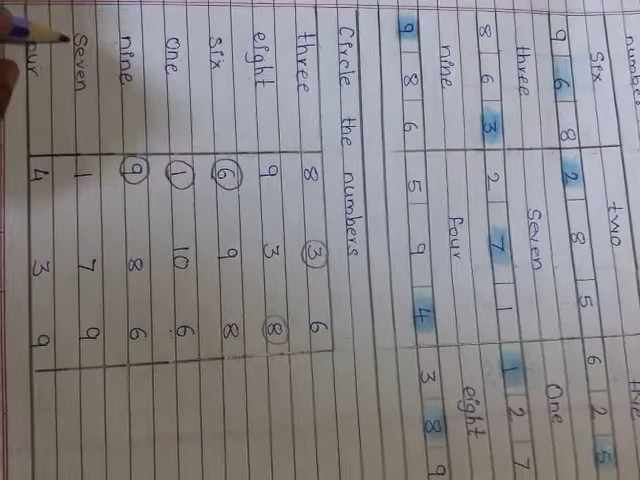 number
six two
9 6 8 2 8 5 6 2 5
three Seven One
8 6 3 2 7 1 1 2 7
nine four eight
9 8 6 5 9 4 3 8 9
Circle the numbers
three 8 3 6
eight 9 3 8
six 6 9 8
One 1 10 6
nine 9 8 6
Seven 1 7 9
our 4 3 9